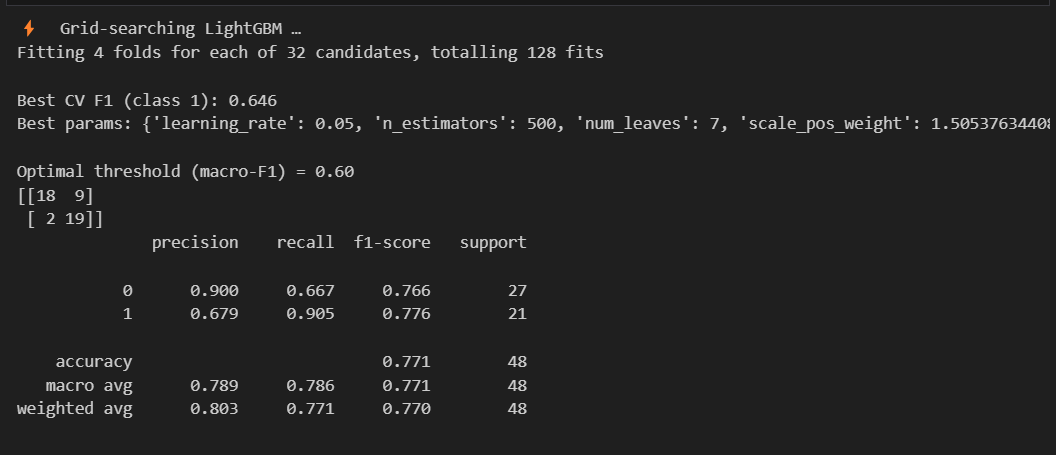 ⚡ Grid-searching LightGBM …
Fitting 4 folds for each of 32 candidates, totalling 128 fits
Best CV F1 (class 1): 0.646
Best params: {'learning_rate': 0.05, 'n_estimators': 500, 'num_leaves': 7, 'scale_pos_weight': 1.50537634408
Optimal threshold (macro-F1) = 0.60
[[18  9]
 [ 2 19]]
              precision    recall  f1-score   support
           0      0.900     0.667     0.766        27
           1      0.679     0.905     0.776        21
    accuracy                          0.771        48
   macro avg      0.789     0.786     0.771        48
weighted avg      0.803     0.771     0.770        48